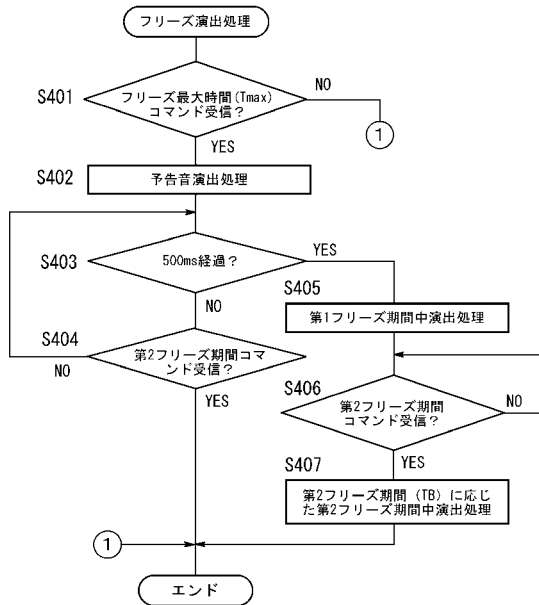 フリーズ演出処理
S401
フリーズ最大時間(Tmax)
コマンド受信？
NO
1
YES
S402
予告音演出処理
S403
500ms経過？
YES
NO
S405
第1フリーズ期間中演出処理
S404
第2フリーズ期間コマ
ンド受信？
NO
YES
S406
第2フリーズ期間
コマンド受信？
NO
YES
S407
第2フリーズ期間（TB）に応じ
た第2フリーズ期間中演出処理
1
エンド